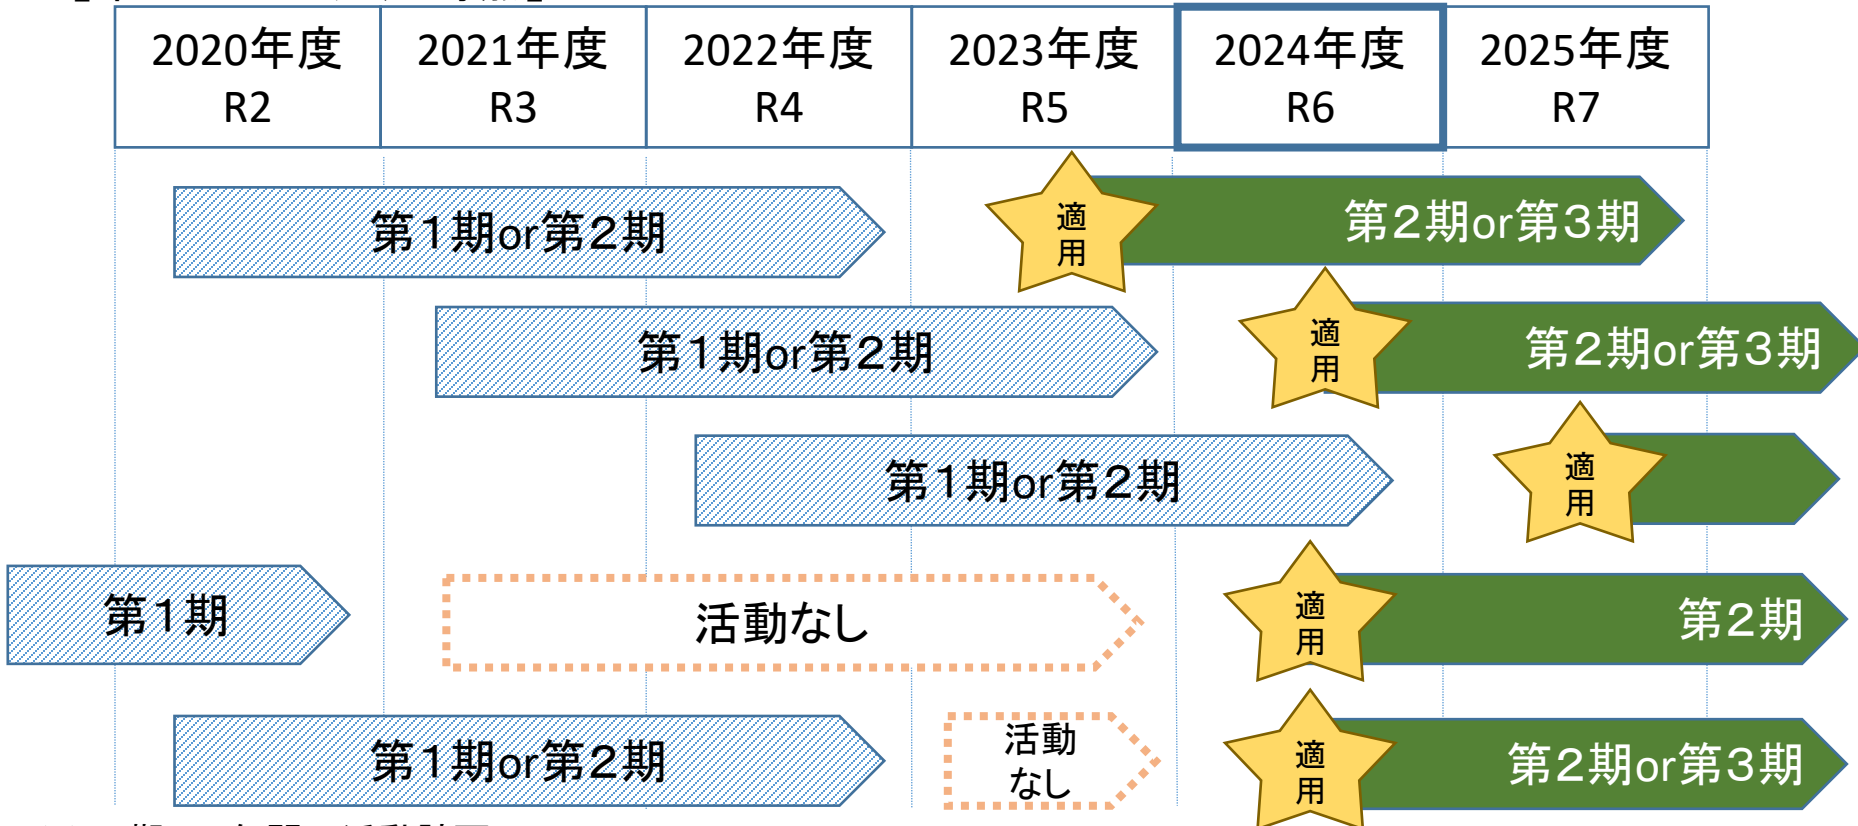 2020年度
R2
2021年度
R3
2022年度
R4
2023年度
R5
2024年度
R6
2025年度
R7
第1期or第2期
適
用
第2期or第3期
第1期or第2期
適
用
第2期or第3期
第1期or第2期
適
用
第1期
活動なし
適
用
第2期
第1期or第2期
活動
なし
適
用
第2期or第3期